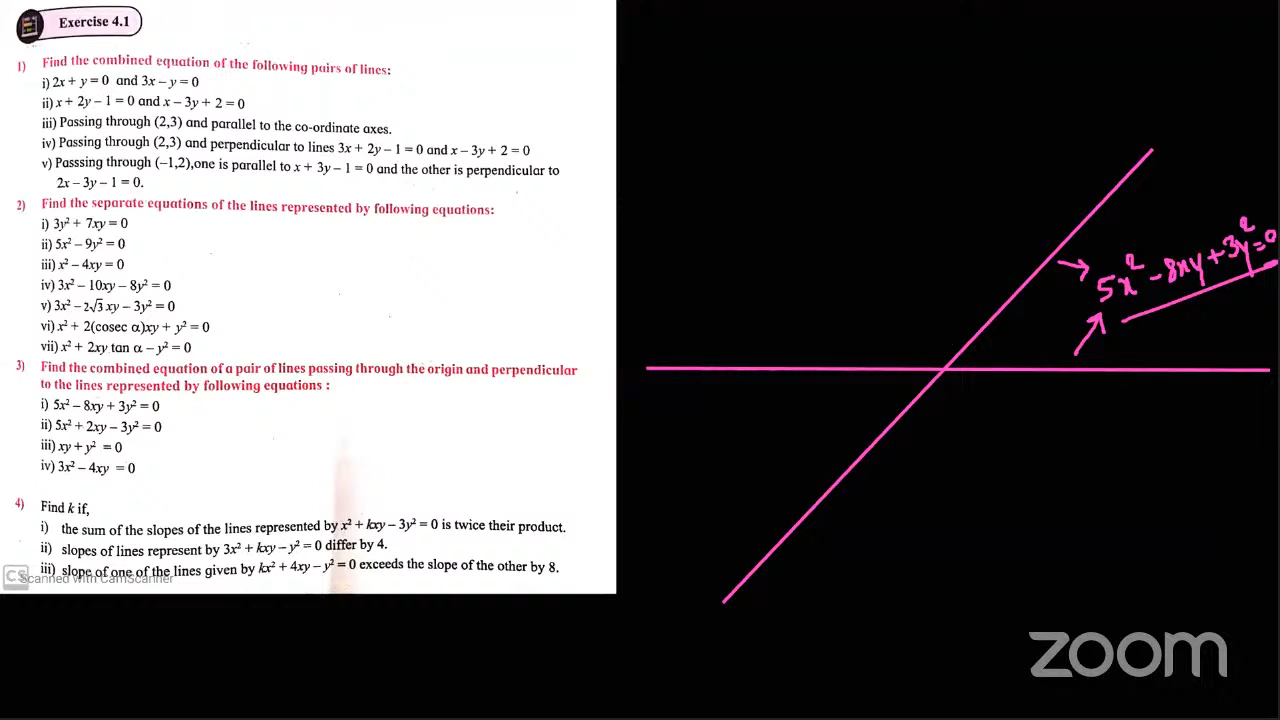 Exercise 4.1
1) Find the combined equation of the following pairs of lines:
i) 2x + y = 0 and 3x – y = 0
ii) x + 2y – 1 = 0 and x – 3y + 2 = 0
iii) Passing through (2,3) and parallel to the co-ordinate axes.
iv) Passing through (2,3) and perpendicular to lines 3x + 2y – 1 = 0 and x – 3y + 2 = 0
v) Passsing through (–1,2),one is parallel to x + 3y – 1 = 0 and the other is perpendicular to
2x – 3y – 1 = 0.
2) Find the separate equations of the lines represented by following equations:
i) 3y² + 7xy = 0
ii) 5x² – 9y² = 0
iii) x² – 4xy = 0
iv) 3x² – 10xy – 8y² = 0
v) 3x² – 2√3 xy – 3y² = 0
vi) x² + 2(cosec α)xy + y² = 0
vii) x² + 2xy tan α – y² = 0
3) Find the combined equation of a pair of lines passing through the origin and perpendicular
to the lines represented by following equations :
i) 5x² – 8xy + 3y² = 0
ii) 5x² + 2xy – 3y² = 0
iii) xy + y² = 0
iv) 3x² – 4xy = 0
4) Find k if,
i) the sum of the slopes of the lines represented by x² + kxy – 3y² = 0 is twice their product.
ii) slopes of lines represent by 3x² + kxy – y² = 0 differ by 4.
iii) slope of one of the lines given by kx² + 4xy – y² = 0 exceeds the slope of the other by 8.
CS Scanned with CamScanner
5x² – 8xy + 3y² = 0
zoom